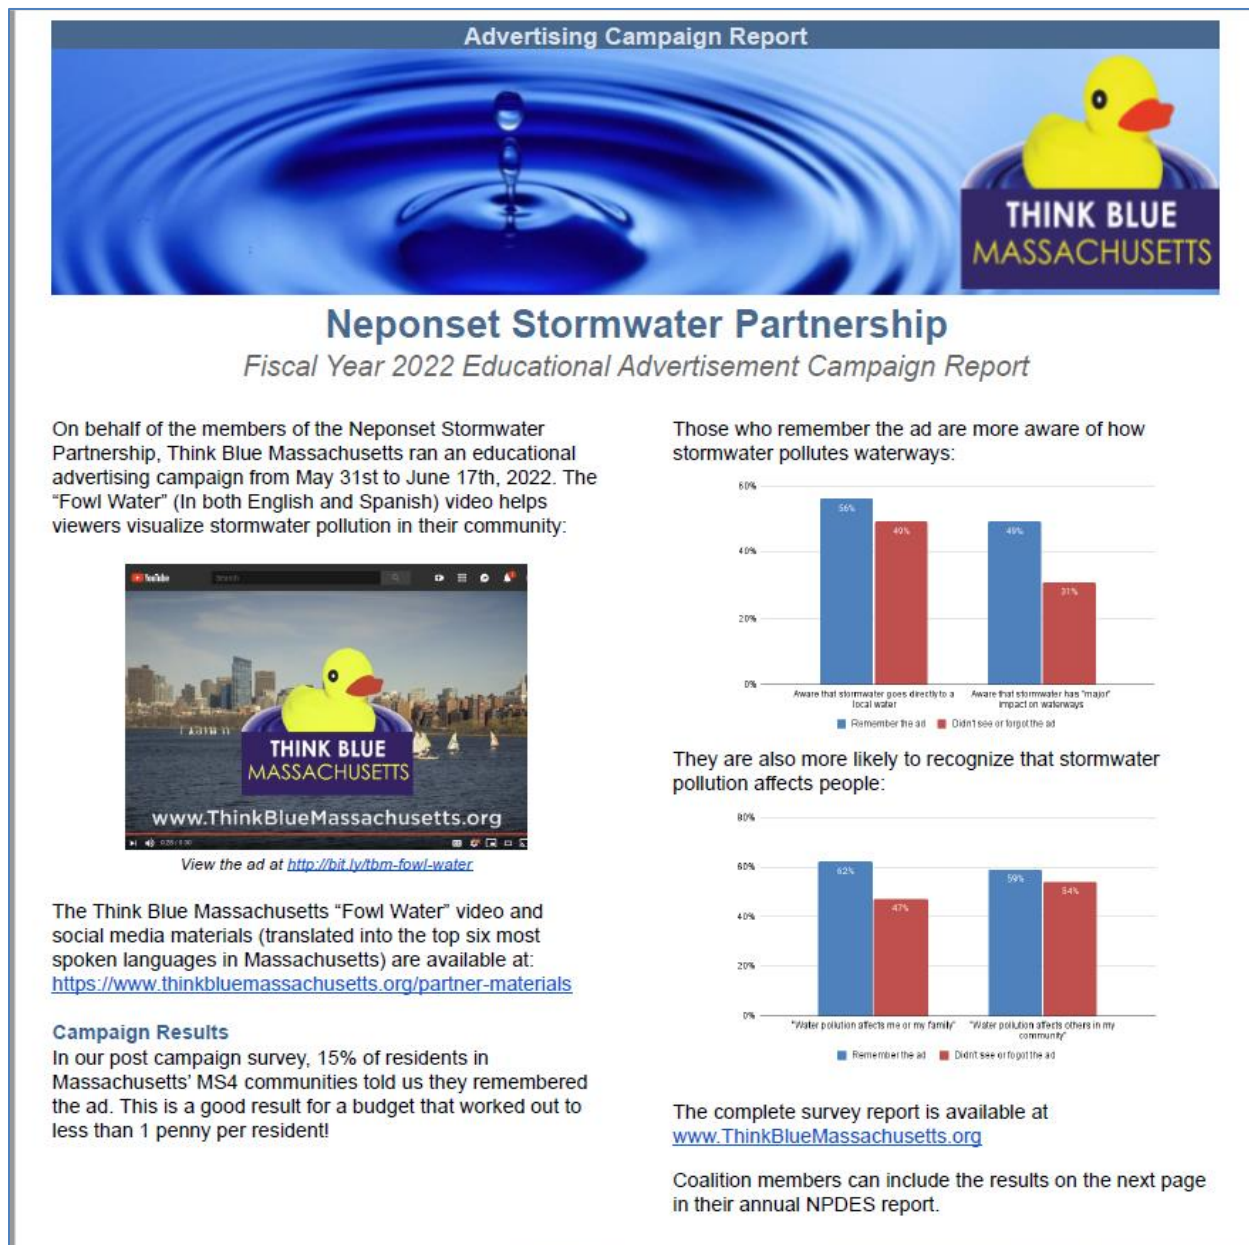 Advertising Campaign Report
THINK BLUE
MASSACHUSETTS
Neponset Stormwater Partnership
Fiscal Year 2022 Educational Advertisement Campaign Report
On behalf of the members of the Neponset Stormwater
Partnership, Think Blue Massachusetts ran an educational
advertising campaign from May 31st to June 17th, 2022. The
“Fowl Water” (In both English and Spanish) video helps
viewers visualize stormwater pollution in their community:
YouTube
Search
THINK BLUE
MASSACHUSETTS
www.ThinkBlueMassachusetts.org
0:28 / 0:30
View the ad at http://bit.ly/tbm-fowl-water
The Think Blue Massachusetts “Fowl Water” video and
social media materials (translated into the top six most
spoken languages in Massachusetts) are available at:
https://www.thinkbluemassachusetts.org/partner-materials
Campaign Results
In our post campaign survey, 15% of residents in
Massachusetts’ MS4 communities told us they remembered
the ad. This is a good result for a budget that worked out to
less than 1 penny per resident!
Those who remember the ad are more aware of how
stormwater pollutes waterways:
60%
56%
49%
49%
40%
31%
20%
0%
Aware that stormwater goes directly to a
local water
Aware that stormwater has "major"
impact on waterways
Remember the ad
Didn't see or forgot the ad
They are also more likely to recognize that stormwater
pollution affects people:
80%
60%
62%
59%
54%
47%
40%
20%
0%
"Water pollution affects me or my family"
"Water pollution affects others in my
community"
Remember the ad
Didn't see or fogot the ad
The complete survey report is available at
www.ThinkBlueMassachusetts.org
Coalition members can include the results on the next page
in their annual NPDES report.